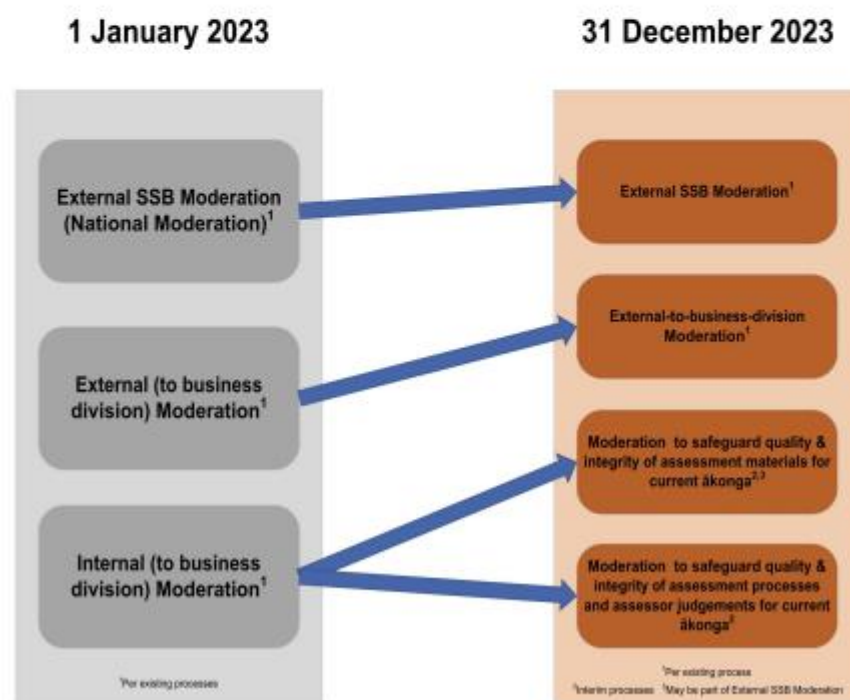 1 January 2023
External SSB Moderation
(National Moderation)¹
External (to business
division) Moderation¹
Internal (to business
division) Moderation¹
¹Per existing processes
31 December 2023
External SSB Moderation¹
External-to-business-division
Moderation¹
Moderation to safeguard quality &
integrity of assessment materials for
current ākonga²,³
Moderation to safeguard quality &
integrity of assessment processes
and assessor judgements for current
ākonga²
¹Per existing process
²Interim processes ³May be part of External SSB Moderation